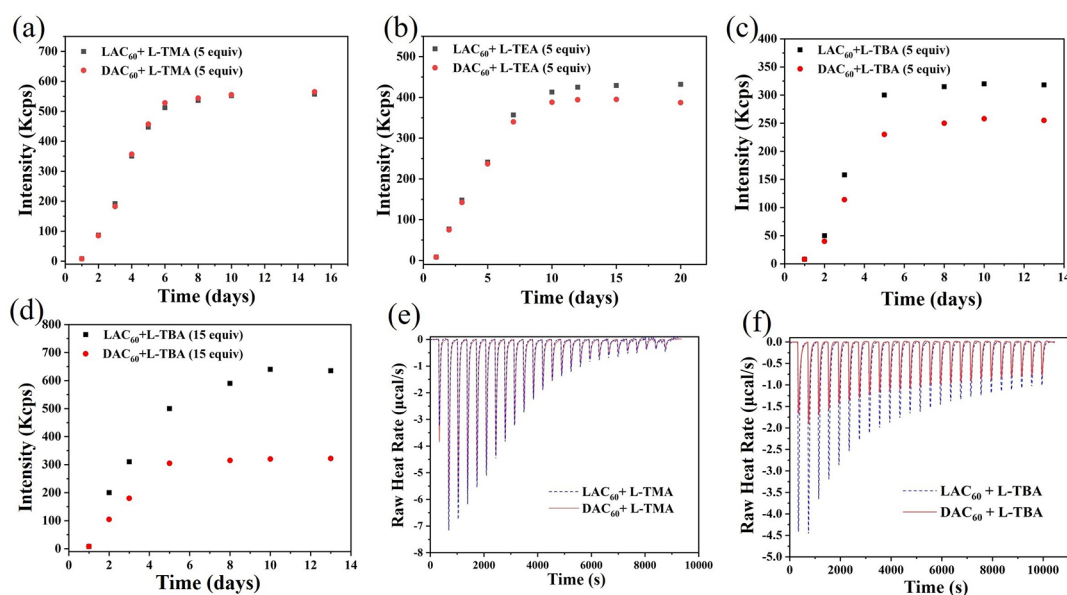 (a)
700
600
500
400
300
200
100
0
Intensity (Kcps)
LAC₆₀+ L-TMA (5 equiv)
DAC₆₀+ L-TMA (5 equiv)
0 2 4 6 8 10 12 14 16
Time (days)
(b)
500
400
300
200
100
0
Intensity (Kcps)
LAC₆₀+ L-TEA (5 equiv)
DAC₆₀+ L-TEA (5 equiv)
0 5 10 15 20
Time (days)
(c)
400
350
300
250
200
150
100
50
0
Intensity (Kcps)
LAC₆₀+L-TBA (5 equiv)
DAC₆₀+L-TBA (5 equiv)
0 2 4 6 8 10 12 14
Time (days)
(d)
800
700
600
500
400
300
200
100
0
Intensity (Kcps)
LAC₆₀+L-TBA (15 equiv)
DAC₆₀+L-TBA (15 equiv)
0 2 4 6 8 10 12 14
Time (days)
(e)
0
-1
-2
-3
-4
-5
-6
-7
-8
Raw Heat Rate (μcal/s)
LAC₆₀+ L-TMA
DAC₆₀+ L-TMA
0 2000 4000 6000 8000 10000
Time (s)
(f)
0.0
-0.5
-1.0
-1.5
-2.0
-2.5
-3.0
-3.5
-4.0
-4.5
-5.0
Raw Heat Rate (μcal/s)
LAC₆₀ + L-TBA
DAC₆₀ + L-TBA
0 2000 4000 6000 8000 10000
Time (s)